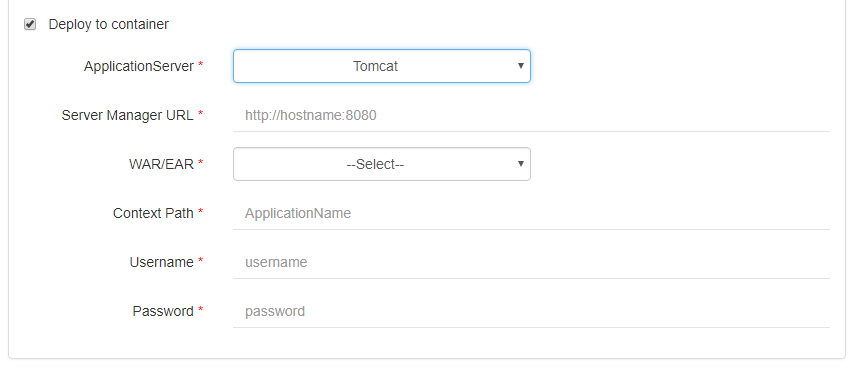 Deploy to container
ApplicationServer * Tomcat
Server Manager URL * http://hostname:8080
WAR/EAR * --Select--
Context Path * ApplicationName
Username * username
Password * password